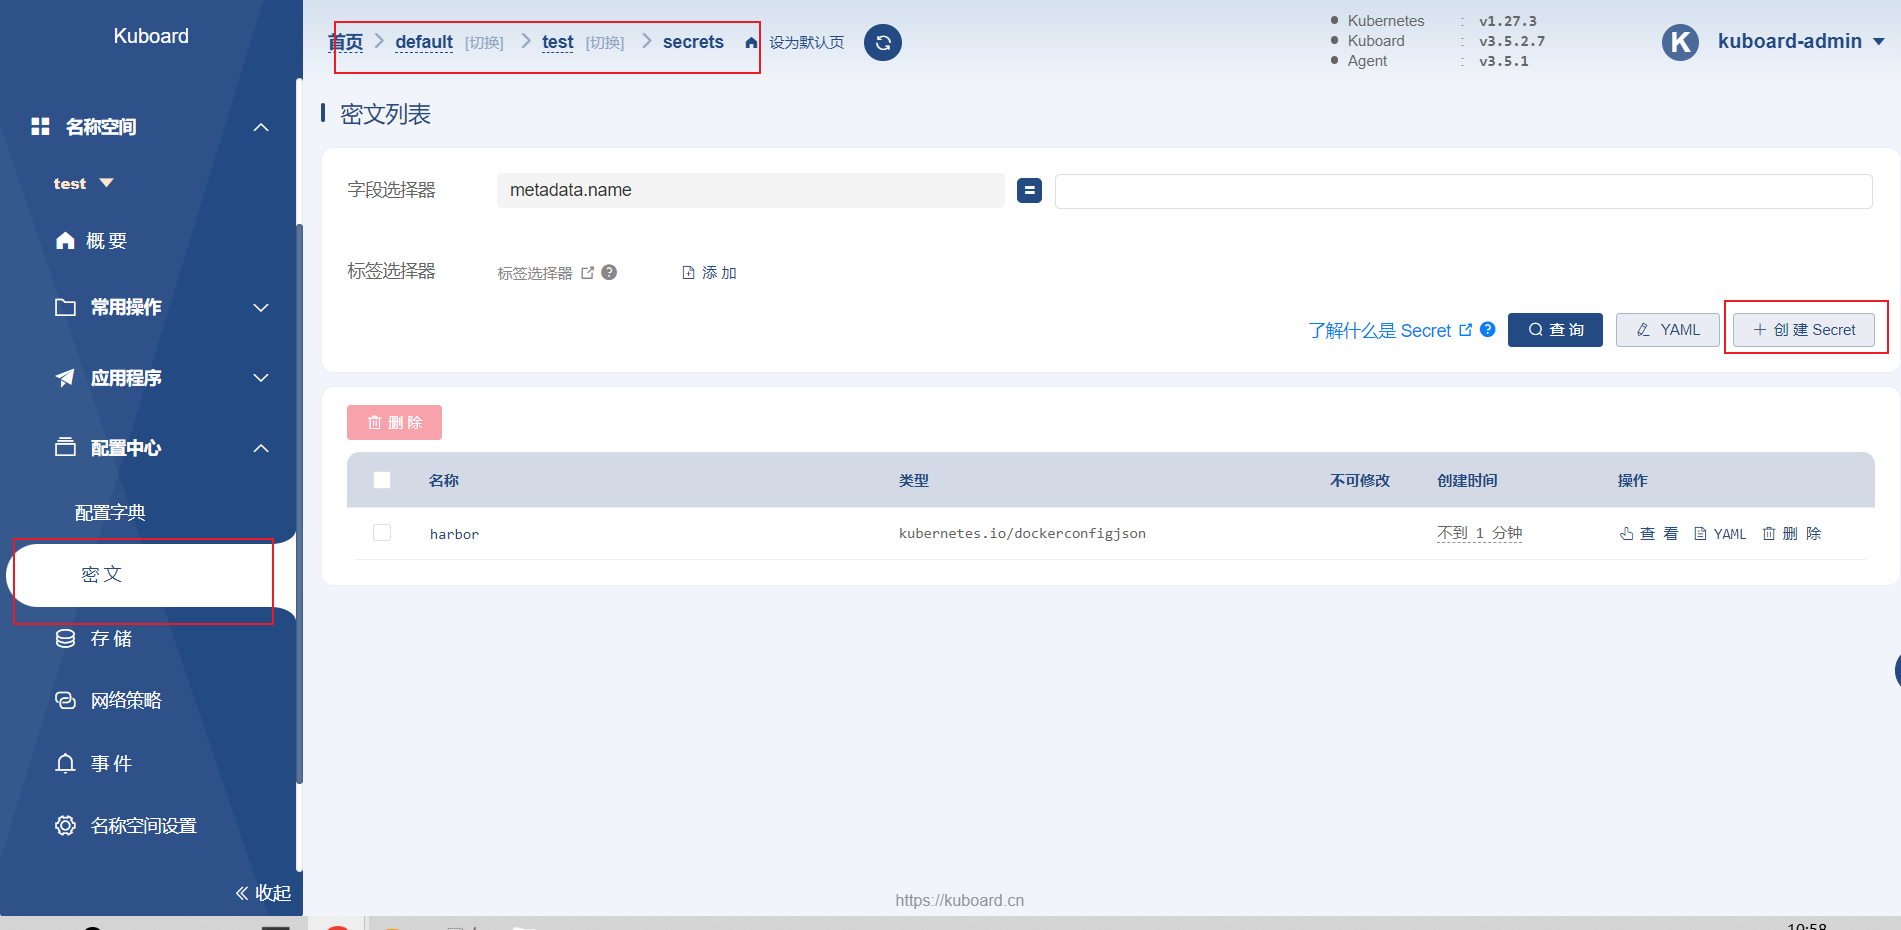 Kuboard
名称空间
test
概 要
常用操作
应用程序
配置中心
配置字典
密 文
存 储
网络策略
事 件
名称空间设置
« 收起
首页 > default [切换] > test [切换] > secrets 设为默认页
Kubernetes : v1.27.3
Kuboard : v3.5.2.7
Agent : v3.5.1
K kuboard-admin
密文列表
字段选择器 metadata.name =
标签选择器 标签选择器 ? 添 加
了解什么是 Secret ? 查 询 YAML + 创 建 Secret
删 除
名称 类型 不可修改 创建时间 操作
harbor kubernetes.io/dockerconfigjson 不到 1 分钟 查 看 YAML 删 除
https://kuboard.cn
10:58